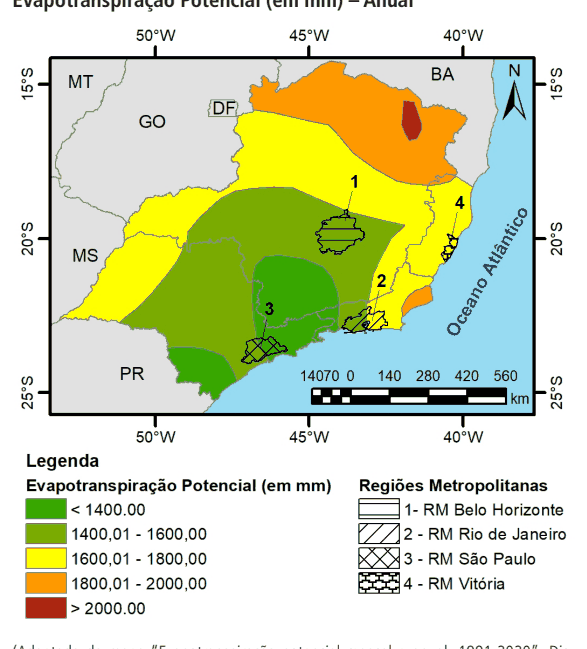 Evapotranspiração Potencial (em mm) – Anual
50°W 45°W 40°W
15°S 15°S
MT BA N
GO DF
1
4
20°S 20°S
MS
Oceano Atlântico
2
3
PR
14070 0 140 280 420 560
km
25°S 25°S
50°W 45°W 40°W
Legenda
Evapotranspiração Potencial (em mm)
< 1400.00
1400,01 - 1600,00
1600,01 - 1800,00
1800,01 - 2000,00
> 2000.00
Regiões Metropolitanas
1- RM Belo Horizonte
2 - RM Rio de Janeiro
3 - RM São Paulo
4 - RM Vitória